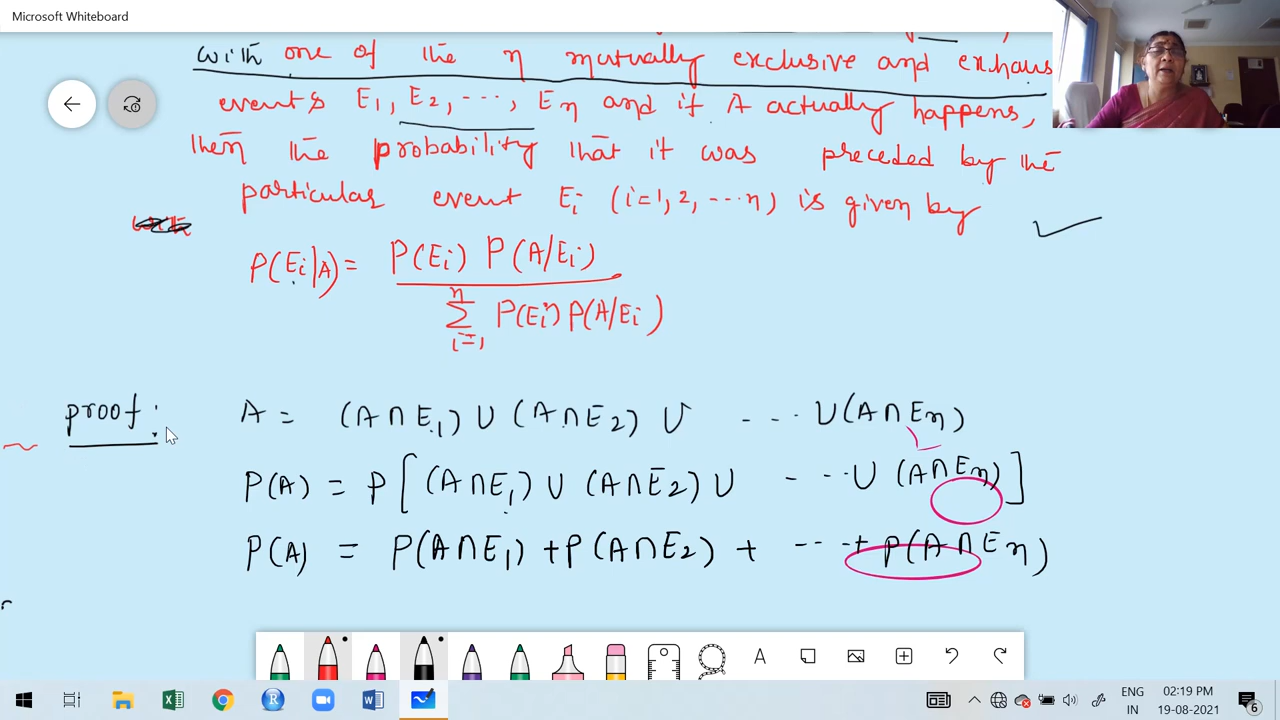 Microsoft Whiteboard
with one of the n mutually exclusive and exhaus
events E1, E2, ..., En and if A actually happens,
then the probability that it was preceded by the
particular event Ei (i=1, 2, ...n) is given by
P(Ei|A) = P(Ei) P(A/Ei)
n
∑ P(Ei) P(A/Ei)
i=1
proof: A = (A∩E1) U (A∩E2) U --- U(A∩En)
P(A) = P[(A∩E1) U (A∩E2) U --- U (A∩En)]
P(A) = P(A∩E1) + P(A∩E2) + --- + P(A∩En)
A
ENG
IN
02:19 PM
19-08-2021
6